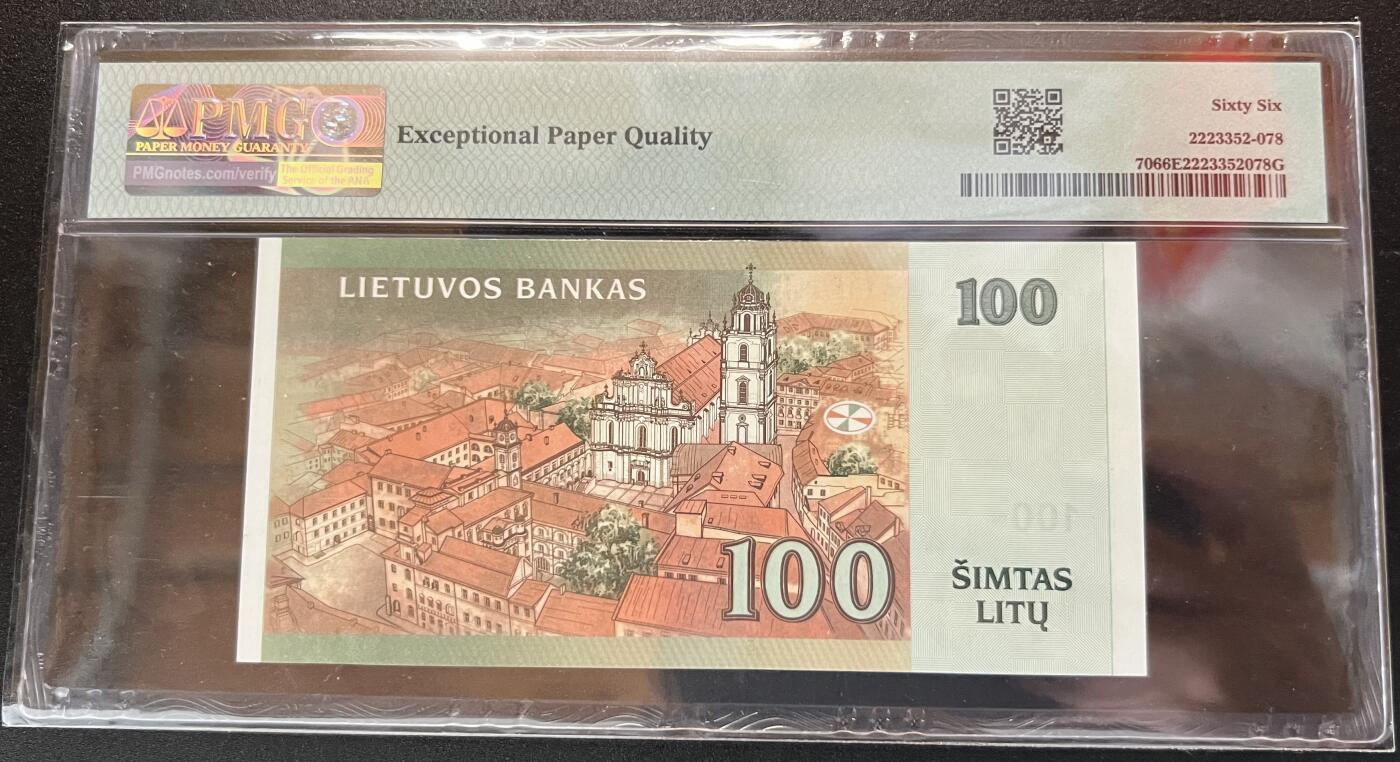 PMG
PAPER MONEY GUARANTY
PMGnotes.com/verify
The Official Grading
Service of the ANA
Exceptional Paper Quality
Sixty Six
2223352-078
7066E2223352078G
LIETUVOS BANKAS
100
100
100
ŠIMTAS
LITŲ